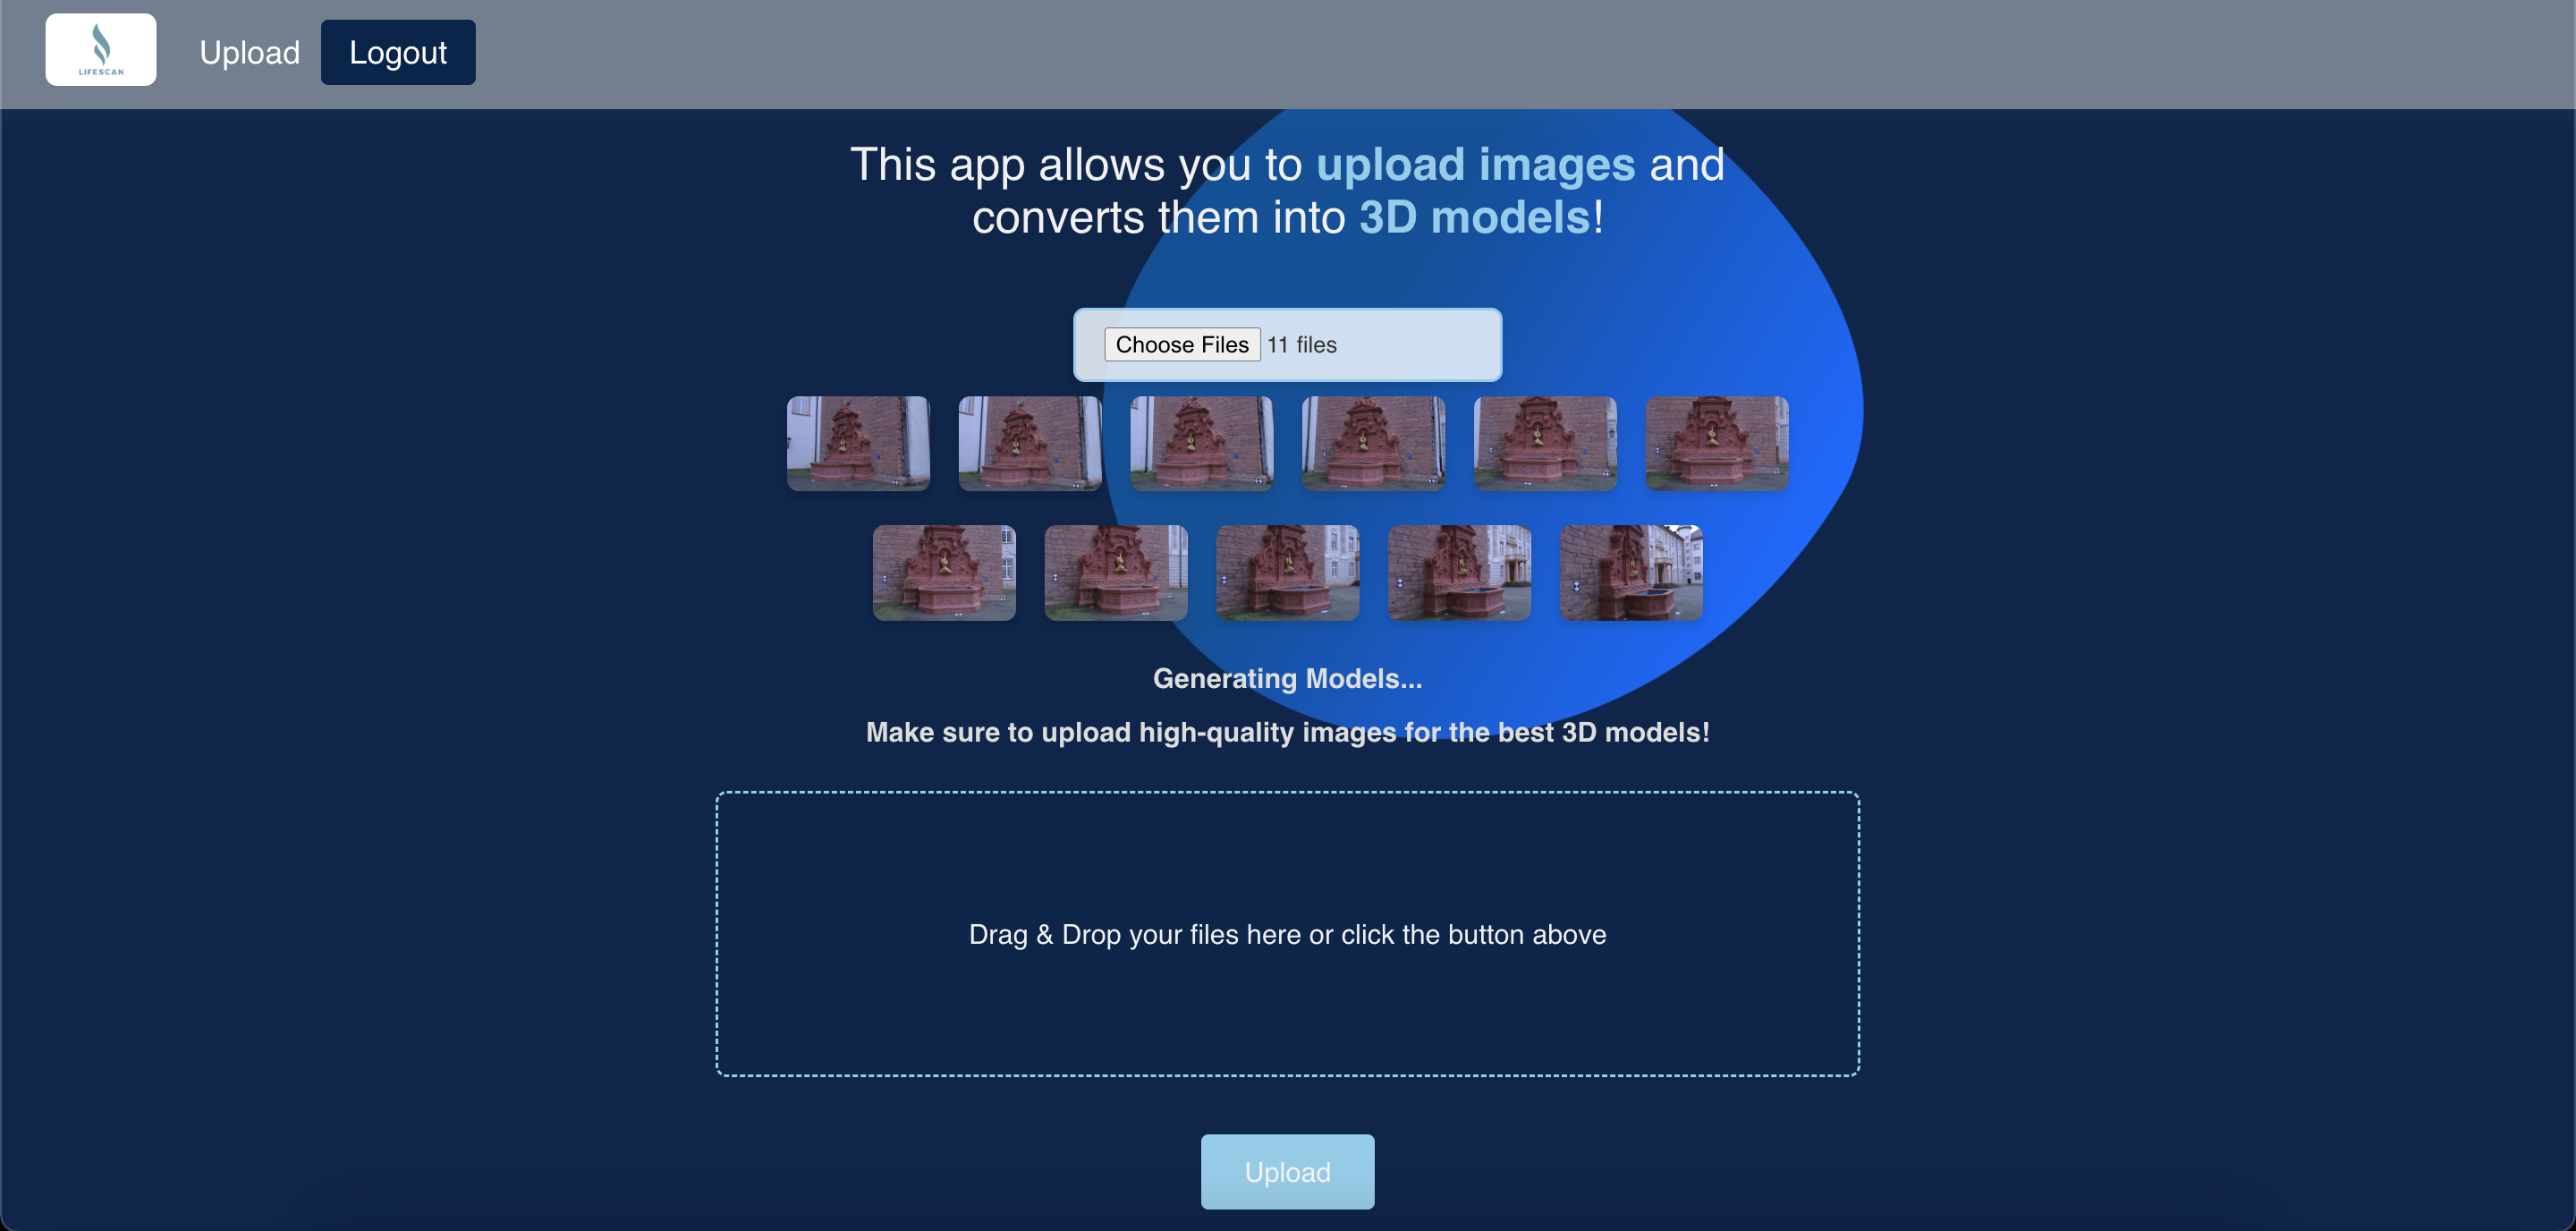 LIFESCAN
Upload
Logout
This app allows you to upload images and
converts them into 3D models!
Choose Files 11 files
Generating Models...
Make sure to upload high-quality images for the best 3D models!
Drag & Drop your files here or click the button above
Upload